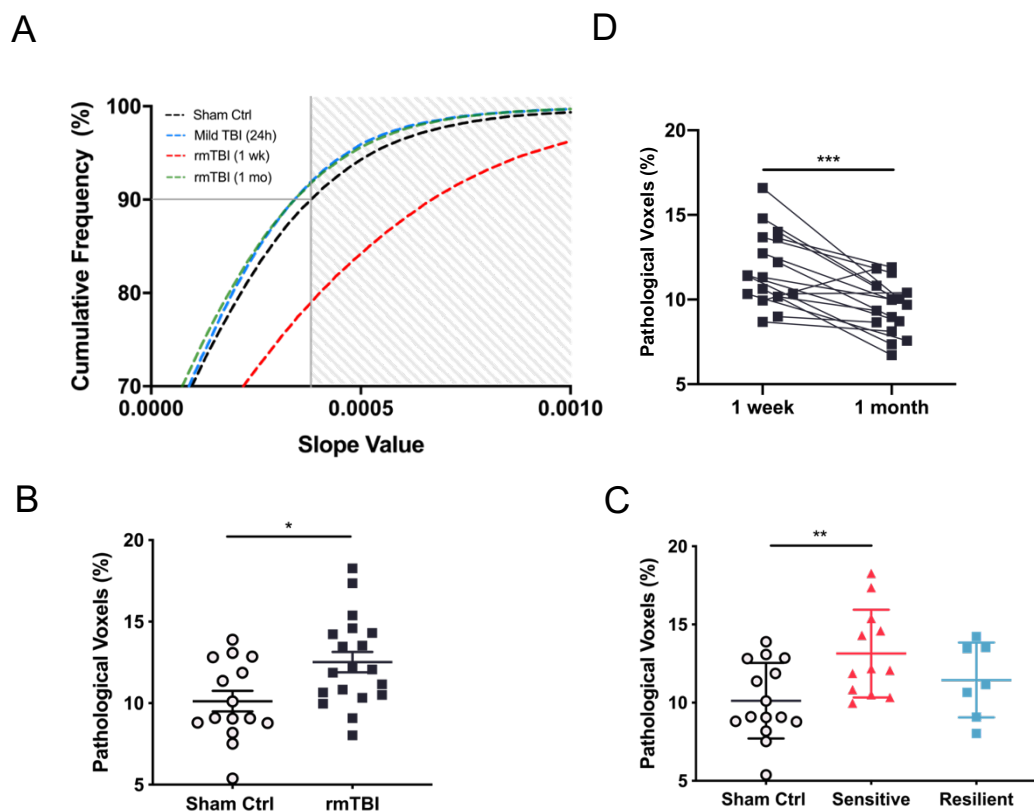 A
Cumulative Frequency (%)
100
90
80
70
Sham Ctrl
Mild TBI (24h)
rmTBI (1 wk)
rmTBI (1 mo)
0.0000
0.0005
0.0010
Slope Value
D
Pathological Voxels (%)
20
15
10
5
***
1 week
1 month
B
Pathological Voxels (%)
20
15
10
5
*
Sham Ctrl
rmTBI
C
Pathological Voxels (%)
20
15
10
5
**
Sham Ctrl
Sensitive
Resilient